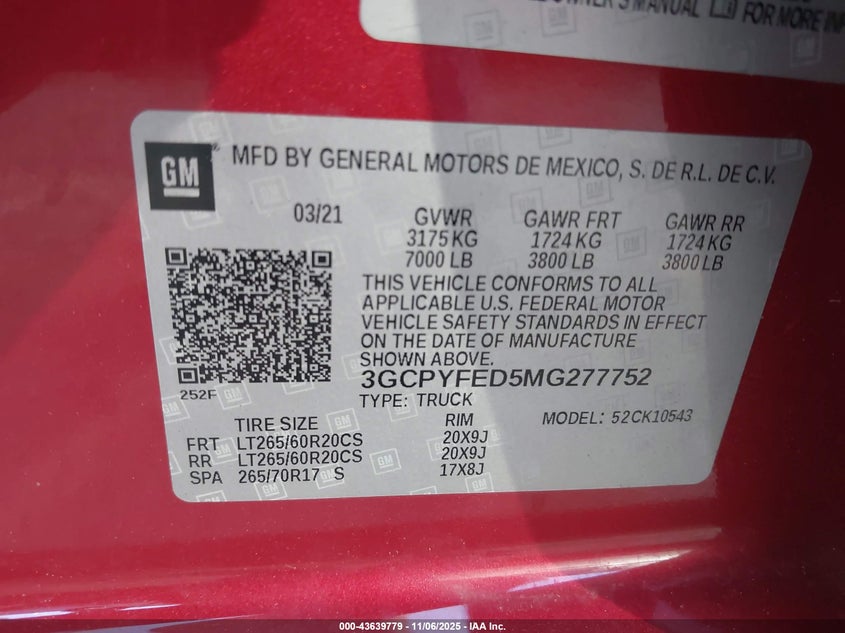 OWNER'S MANUAL
FOR MORE INF
GM
MFD BY GENERAL MOTORS DE MEXICO, S. DE R.L. DE C.V.
03/21 GVWR GAWR FRT GAWR RR
3175 KG 1724 KG 1724 KG
7000 LB 3800 LB 3800 LB
THIS VEHICLE CONFORMS TO ALL
APPLICABLE U.S. FEDERAL MOTOR
VEHICLE SAFETY STANDARDS IN EFFECT
ON THE DATE OF MANUFACTURE
SHOWN ABOVE.
3GCPYFED5MG277752
252F
TYPE: TRUCK MODEL: 52CK10543
TIRE SIZE RIM
FRT LT265/60R20CS 20X9J
RR LT265/60R20CS 20X9J
SPA 265/70R17 S 17X8J
000-43639779 - 11/06/2025 - IAA Inc.